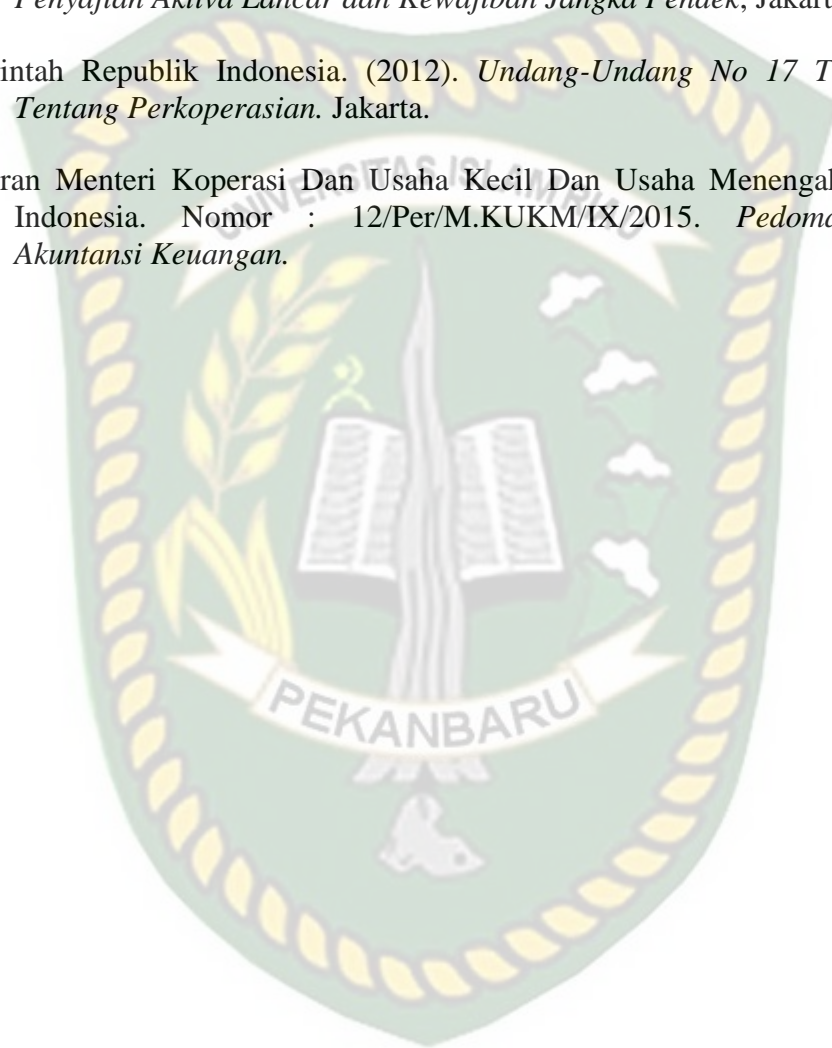 Penyajian Aktiva Lancar dan Kewajiban Jangka Pendek, Jakart
intah Republik Indonesia. (2012). Undang-Undang No 17 T
Tentang Perkoperasian. Jakarta.
ran Menteri Koperasi Dan Usaha Kecil Dan Usaha Menengah
Indonesia. Nomor : 12/Per/M.KUKM/IX/2015. Pedoma
Akuntansi Keuangan.
UNIVERSITAS ISLAM RIAU
PEKANBARU